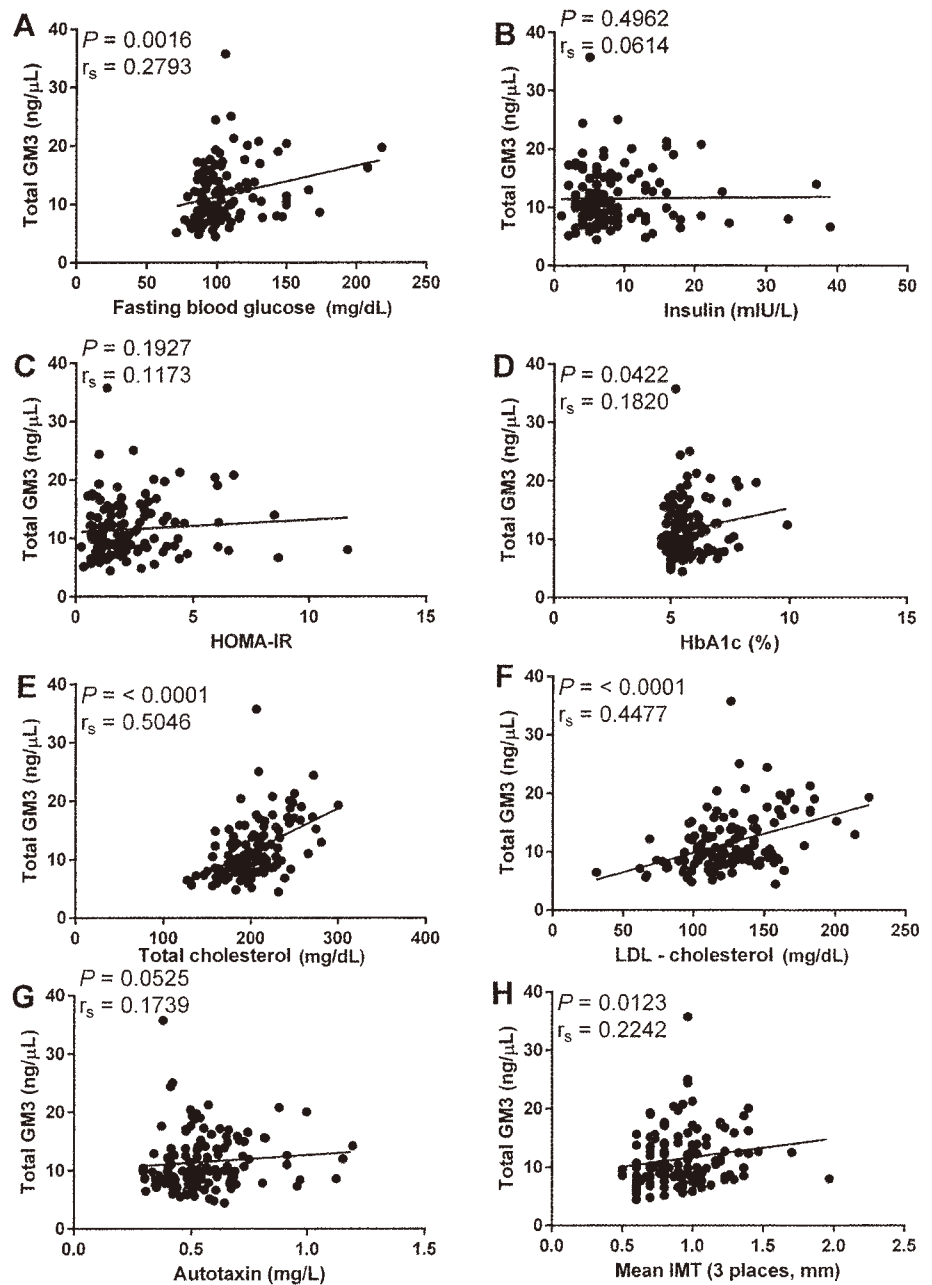 A
P = 0.0016
rs = 0.2793
Total GM3 (ng/μL)
40
30
20
10
0
0 50 100 150 200 250
Fasting blood glucose (mg/dL)
B
P = 0.4962
rs = 0.0614
Total GM3 (ng/μL)
40
30
20
10
0
0 10 20 30 40 50
Insulin (mIU/L)
C
P = 0.1927
rs = 0.1173
Total GM3 (ng/μL)
40
30
20
10
0
0 5 10 15
HOMA-IR
D
P = 0.0422
rs = 0.1820
Total GM3 (ng/μL)
40
30
20
10
0
0 5 10 15
HbA1c (%)
E
P = < 0.0001
rs = 0.5046
Total GM3 (ng/μL)
40
30
20
10
0
0 100 200 300 400
Total cholesterol (mg/dL)
F
P = < 0.0001
rs = 0.4477
Total GM3 (ng/μL)
40
30
20
10
0
0 50 100 150 200 250
LDL - cholesterol (mg/dL)
G
P = 0.0525
rs = 0.1739
Total GM3 (ng/μL)
40
30
20
10
0
0.0 0.5 1.0 1.5
Autotaxin (mg/L)
H
P = 0.0123
rs = 0.2242
Total GM3 (ng/μL)
40
30
20
10
0
0.0 0.5 1.0 1.5 2.0 2.5
Mean IMT (3 places, mm)